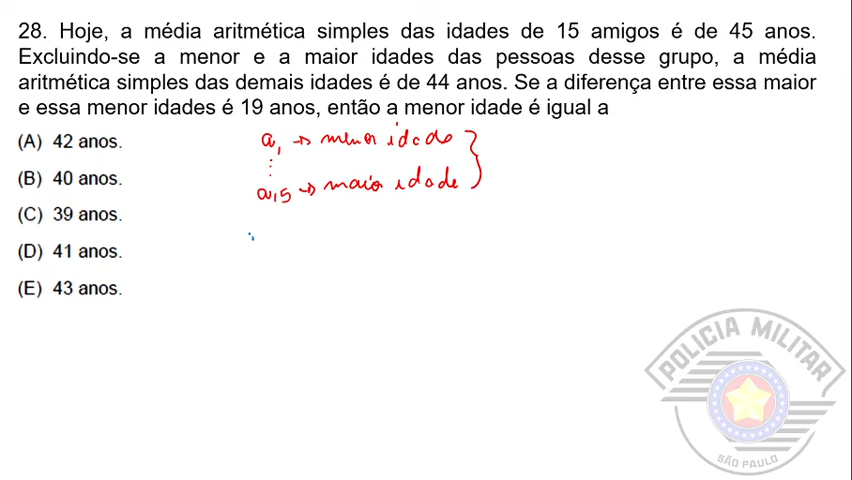 28. Hoje, a média aritmética simples das idades de 15 amigos é de 45 anos.
Excluindo-se a menor e a maior idades das pessoas desse grupo, a média
aritmética simples das demais idades é de 44 anos. Se a diferença entre essa maior
e essa menor idades é 19 anos, então a menor idade é igual a
(A) 42 anos.
(B) 40 anos.
(C) 39 anos.
(D) 41 anos.
(E) 43 anos.
a₁ → menor idade
⋮
a₁₅ → maior idade
POLICIA MILITAR
SÃO PAULO